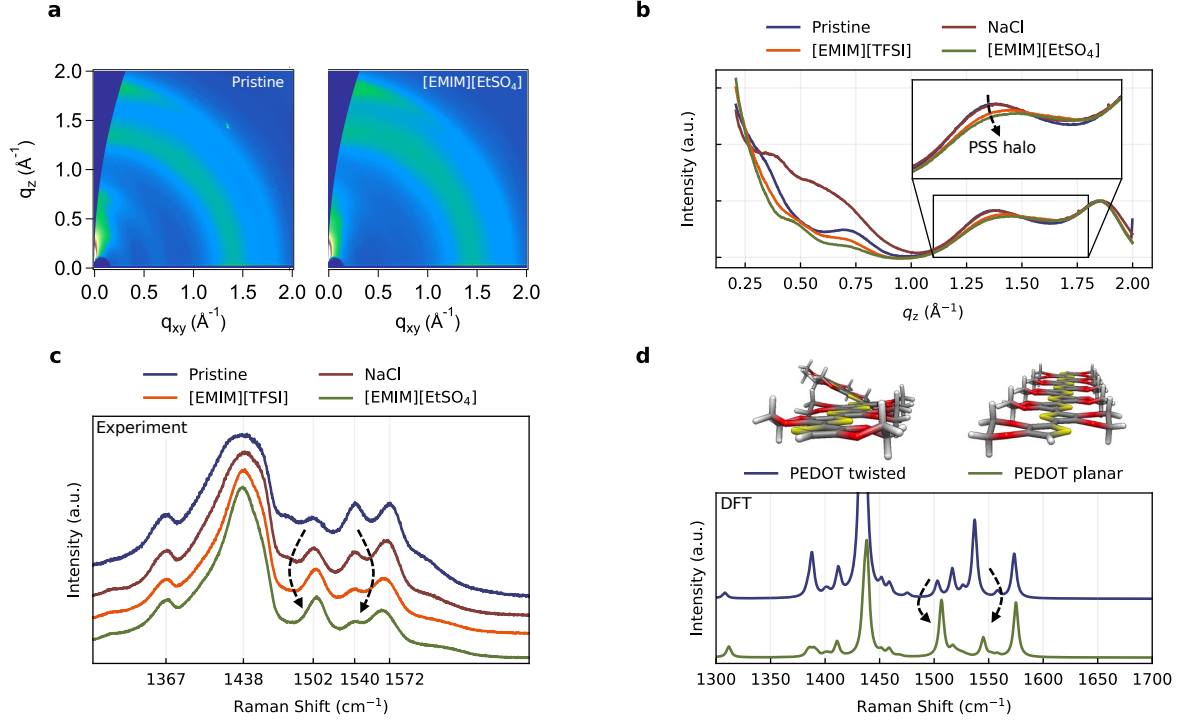 a
Pristine
[EMIM][EtSO₄]
2.0
1.5
1.0
0.5
0.0
q_z (Å⁻¹)
0.0 0.5 1.0 1.5 2.0
q_xy (Å⁻¹)
0.0 0.5 1.0 1.5 2.0
q_xy (Å⁻¹)
b
Pristine NaCl
[EMIM][TFSI] [EMIM][EtSO₄]
PSS halo
Intensity (a.u.)
0.25 0.50 0.75 1.00 1.25 1.50 1.75 2.00
q_z (Å⁻¹)
c
Pristine NaCl
[EMIM][TFSI] [EMIM][EtSO₄]
Experiment
Intensity (a.u.)
1367 1438 1502 1540 1572
Raman Shift (cm⁻¹)
d
PEDOT twisted PEDOT planar
DFT
Intensity (a.u.)
1300 1350 1400 1450 1500 1550 1600 1650 1700
Raman Shift (cm⁻¹)